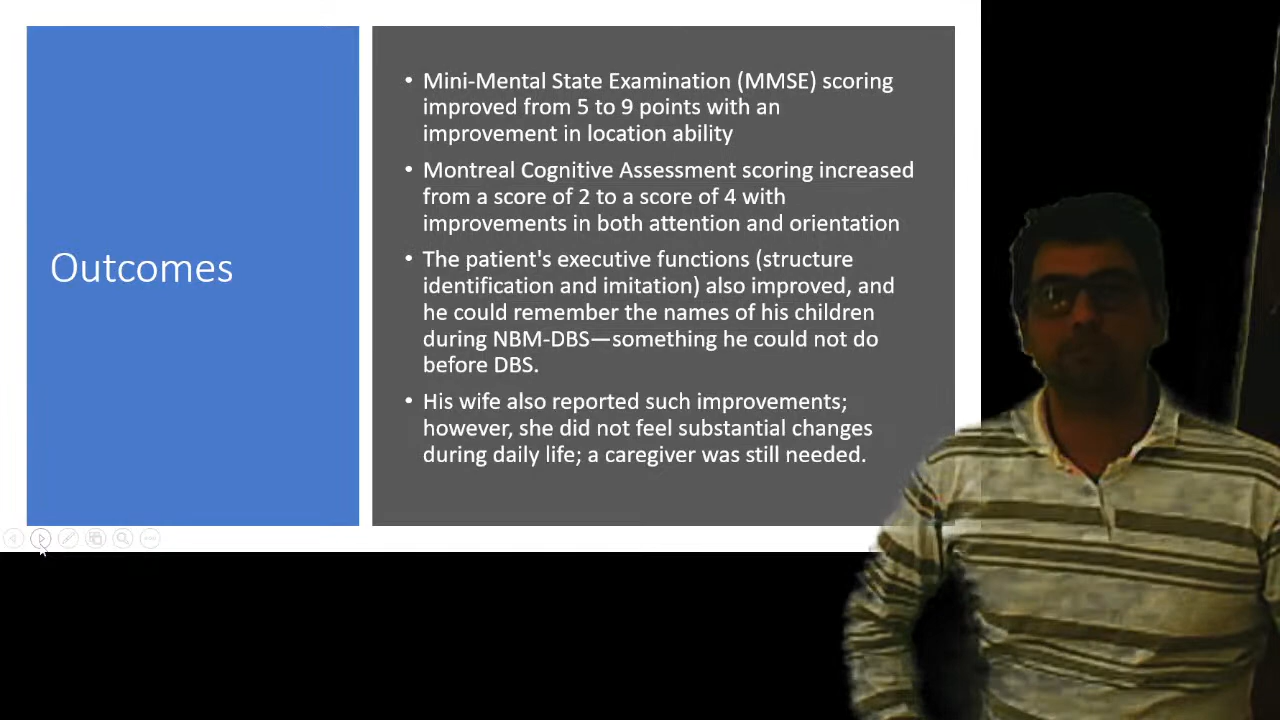 Outcomes
• Mini-Mental State Examination (MMSE) scoring
improved from 5 to 9 points with an
improvement in location ability
• Montreal Cognitive Assessment scoring increased
from a score of 2 to a score of 4 with
improvements in both attention and orientation
• The patient's executive functions (structure
identification and imitation) also improved, and
he could remember the names of his children
during NBM-DBS—something he could not do
before DBS.
• His wife also reported such improvements;
however, she did not feel substantial changes
during daily life; a caregiver was still needed.